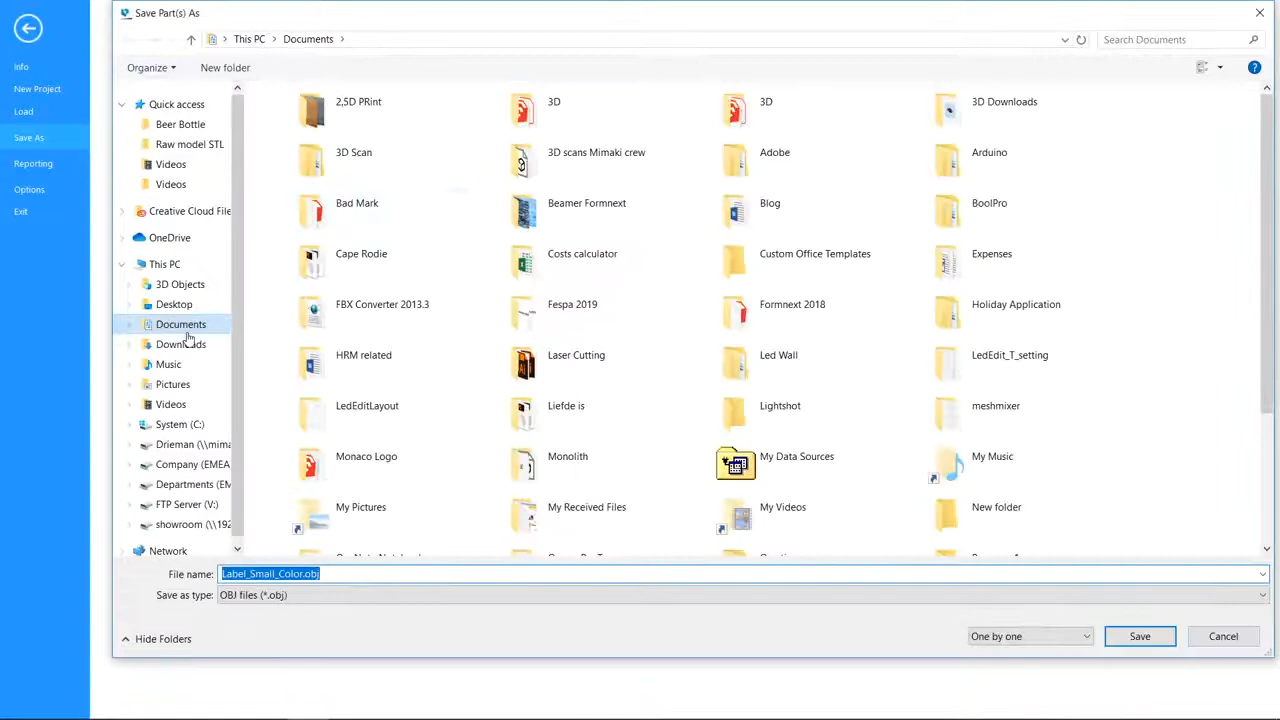 Save Part(s) As
This PC
Documents
Search Documents
Organize
New folder
Info
New Project
Load
Save As
Reporting
Options
Exit
Quick access
Beer Bottle
Raw model STL
Videos
Videos
Creative Cloud File
OneDrive
This PC
3D Objects
Desktop
Documents
Downloads
Music
Pictures
Videos
System (C:)
Drieman (\\mima
Company (EMEA
Departments (EM
FTP Server (V:)
showroom (\\192
Network
2,5D PRint
3D
3D
3D Downloads
3D Scan
3D scans Mimaki crew
Adobe
Arduino
Bad Mark
Beamer Formnext
Blog
BoolPro
Cape Rodie
Costs calculator
Custom Office Templates
Expenses
FBX Converter 2013.3
Fespa 2019
Formnext 2018
Holiday Application
HRM related
Laser Cutting
Led Wall
LedEdit_T_setting
LedEditLayout
Liefde is
Lightshot
meshmixer
Monaco Logo
Monolith
My Data Sources
My Music
My Pictures
My Received Files
My Videos
New folder
File name: Label_Small_Color.obj
Save as type: OBJ files (*.obj)
Hide Folders
One by one
Save
Cancel